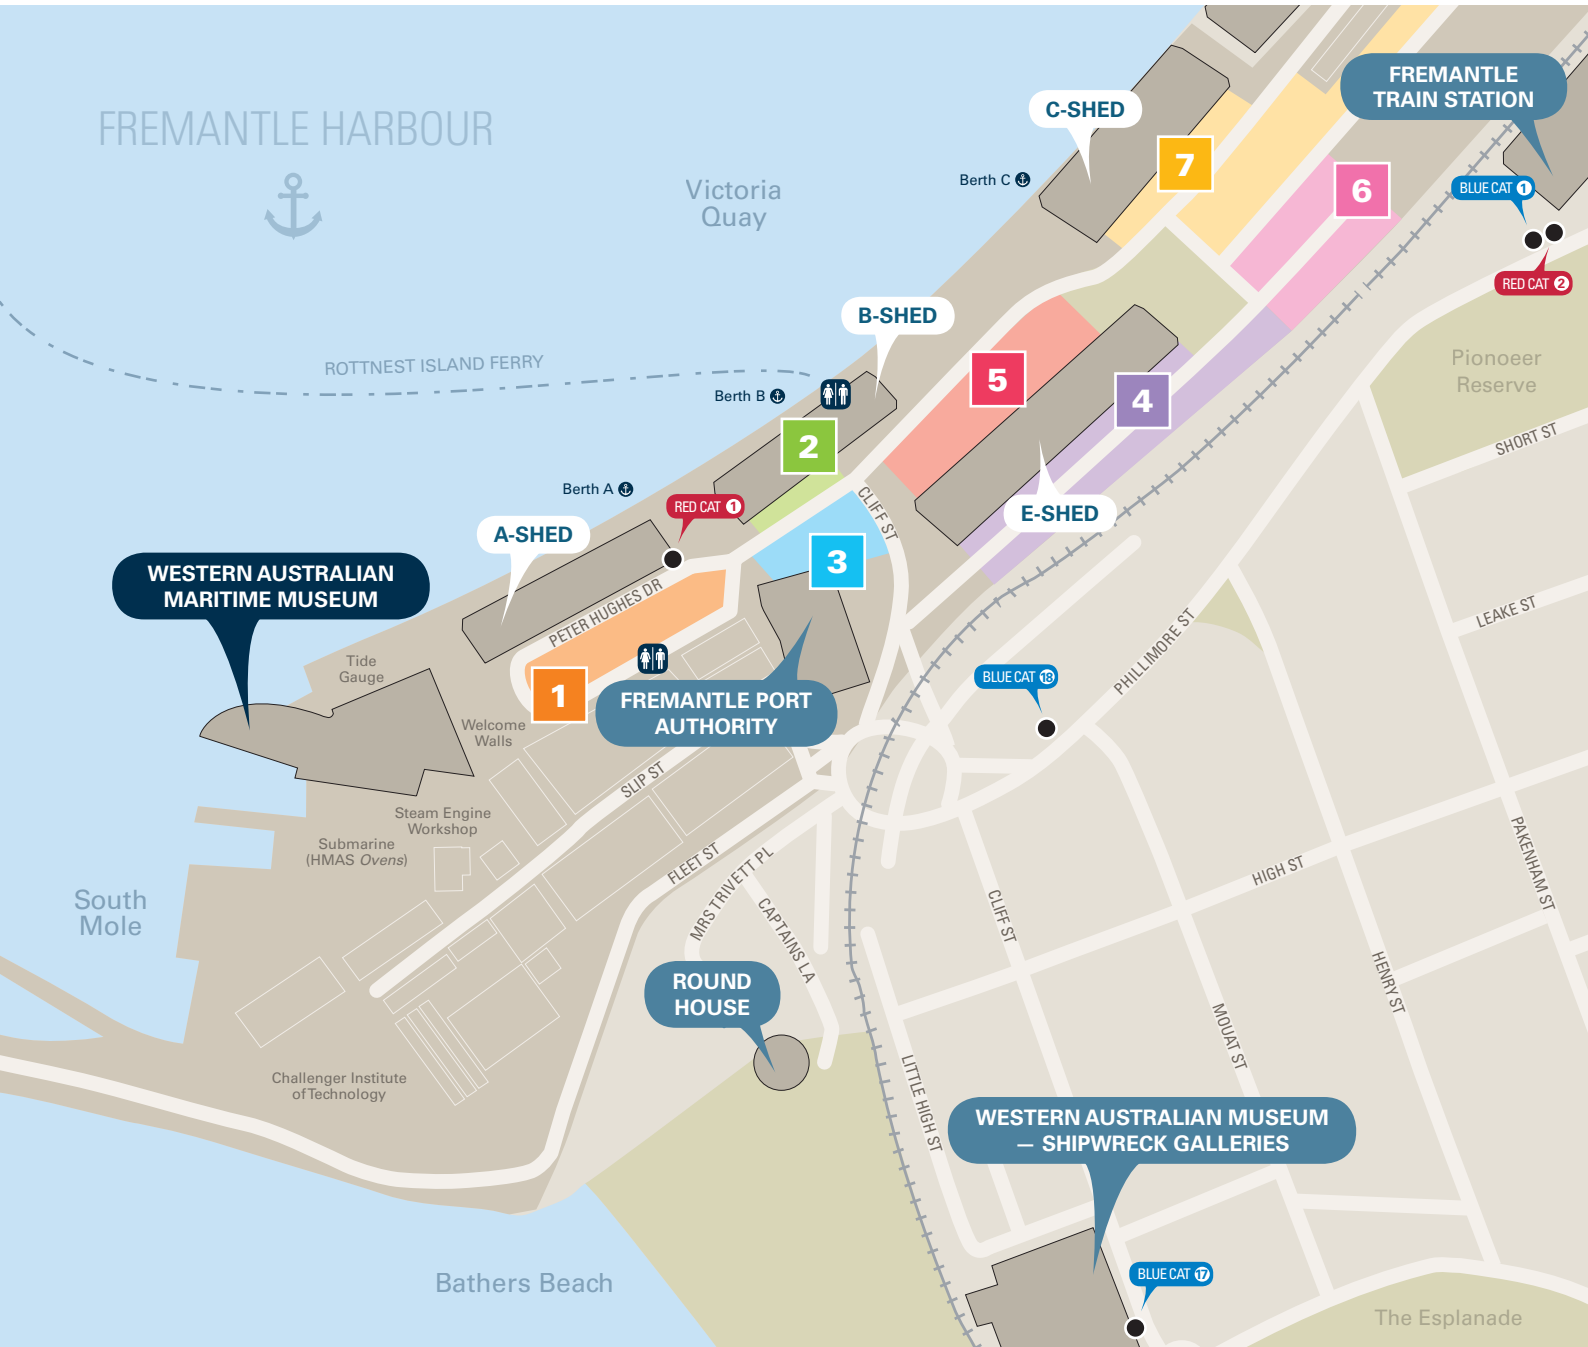 FREMANTLE
TRAIN STATION
C-SHED
FREMANTLE HARBOUR
7
Berth C
6
BLUE CAT 1
Victoria
Quay
RED CAT 2
B-SHED
ROTTNEST ISLAND FERRY
Pionoeer
Reserve
5
Berth B
4
2
SHORT ST
Berth A
RED CAT 1
CLIFF ST
E-SHED
A-SHED
3
WESTERN AUSTRALIAN
MARITIME MUSEUM
PETER HUGHES DR
LEAKE ST
PHILLIMORE ST
Tide
Gauge
BLUE CAT 18
1
FREMANTLE PORT
AUTHORITY
Welcome
Walls
SLIP ST
Steam Engine
Workshop
Submarine
(HMAS Ovens)
FLEET ST
MRS TRIVETT PL
HIGH ST
PAKENHAM ST
South
Mole
CAPTAINS LA
CLIFF ST
HENRY ST
ROUND
HOUSE
MOUAT ST
Challenger Institute
of Technology
LITTLE HIGH ST
WESTERN AUSTRALIAN MUSEUM
— SHIPWRECK GALLERIES
Bathers Beach
BLUE CAT 17
The Esplanade